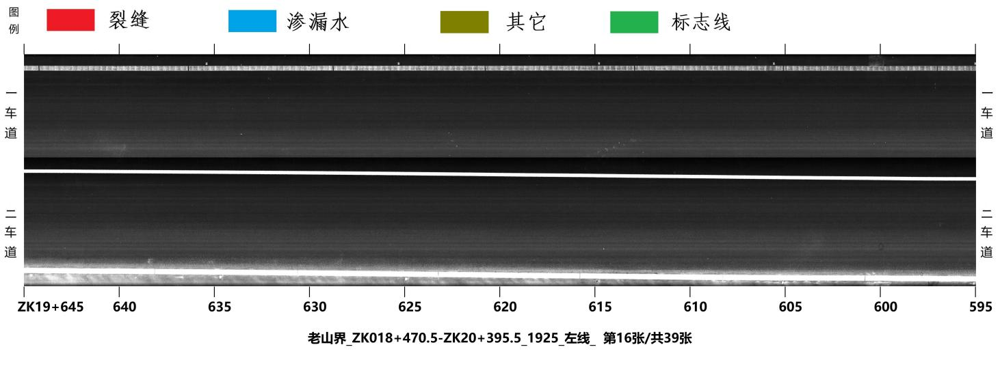 图例
裂缝
渗漏水
其它
标志线
一车道
一车道
二车道
二车道
ZK19+645 640 635 630 625 620 615 610 605 600 595
老山界_ZK018+470.5-ZK20+395.5_1925_左线_ 第16张/共39张